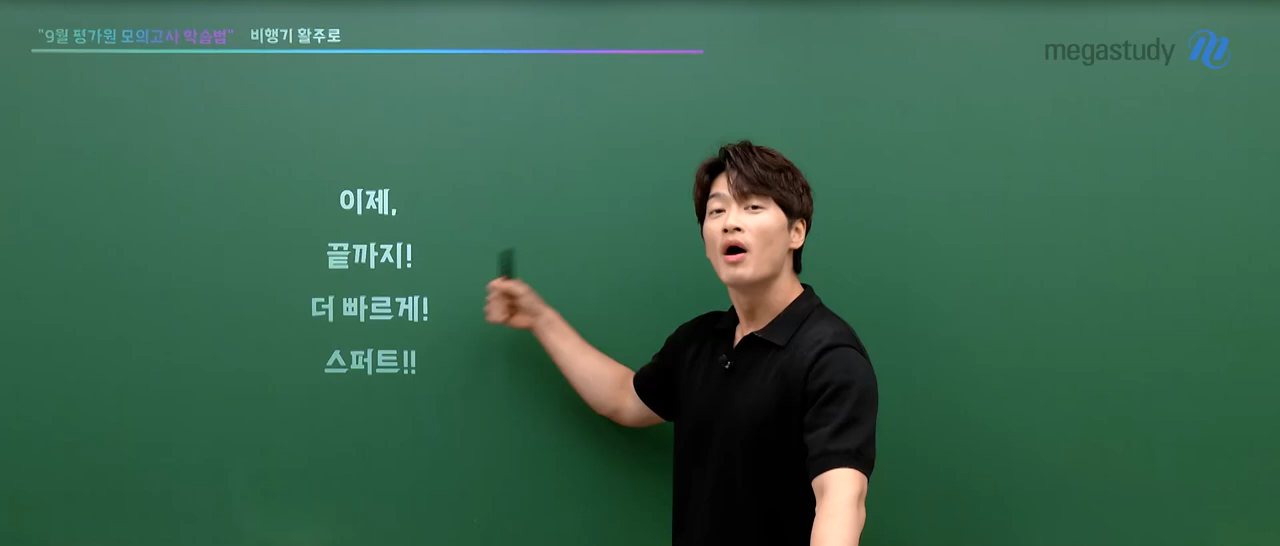 "9월 평가원 모의고사 학습법" 비행기 활주로
megastudy
이제,
끝까지!
더 빠르게!
스퍼트!!